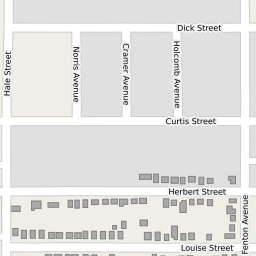 Dick Street
Hale Street
Norris Avenue
Cramer Avenue
Holcomb Avenue
Curtis Street
Herbert Street
Fenton Avenue
Louise Street